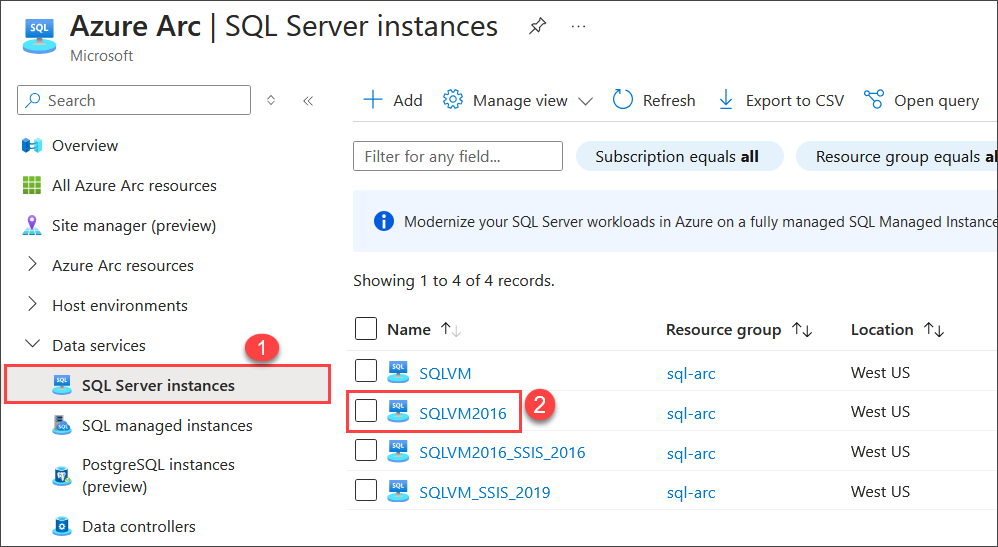 Azure Arc | SQL Server instances
Microsoft
Search
Add
Manage view
Refresh
Export to CSV
Open query
Overview
All Azure Arc resources
Site manager (preview)
Azure Arc resources
Host environments
Data services
1
SQL Server instances
SQL managed instances
PostgreSQL instances
(preview)
Data controllers
Filter for any field...
Subscription equals all
Resource group equals al
Modernize your SQL Server workloads in Azure on a fully managed SQL Managed Instance
Showing 1 to 4 of 4 records.
Name Resource group Location
SQL SQLVM sql-arc West US
SQL SQLVM2016 2 sql-arc West US
SQL SQLVM2016_SSIS_2016 sql-arc West US
SQL SQLVM_SSIS_2019 sql-arc West US